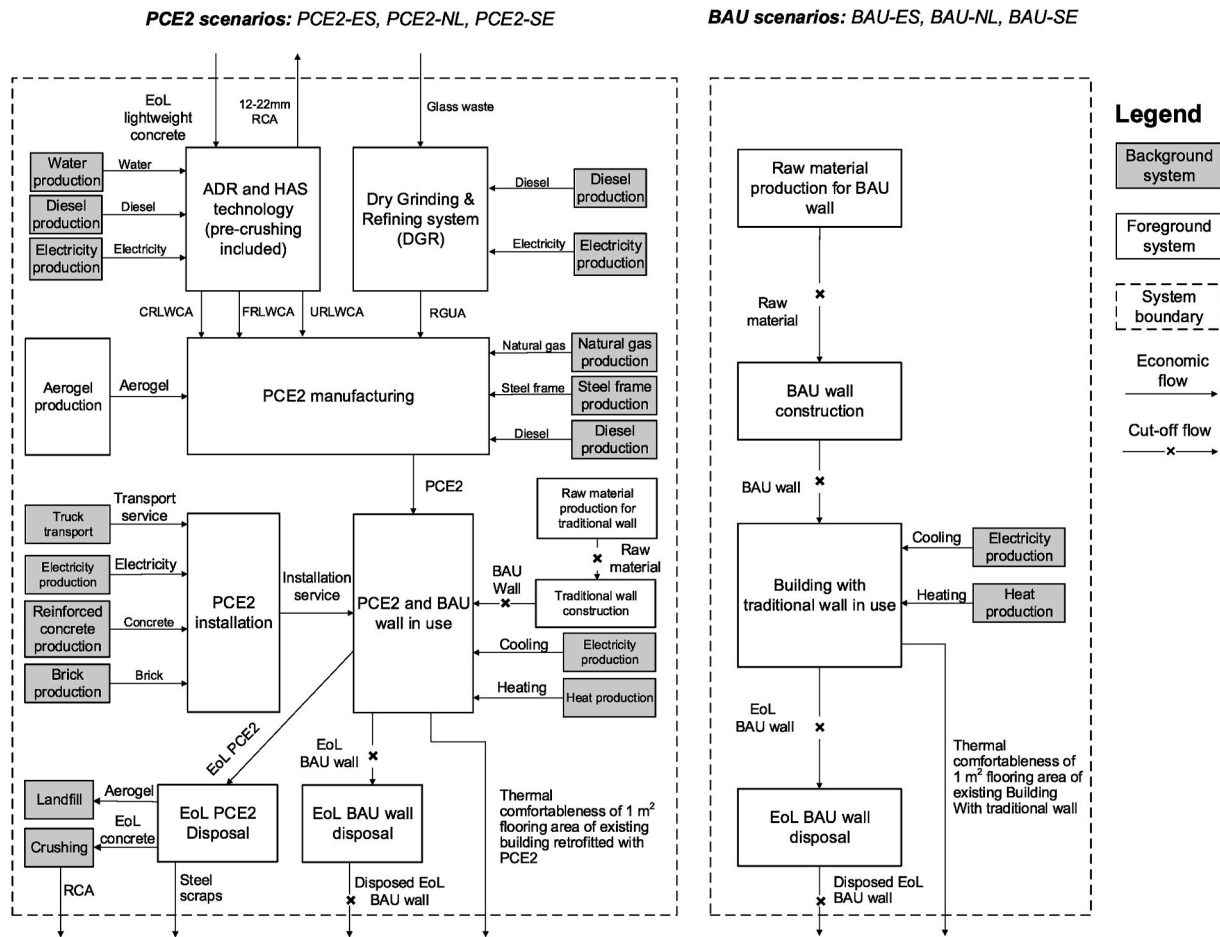 PCE2 scenarios: PCE2-ES, PCE2-NL, PCE2-SE
EoL
lightweight
concrete
12-22mm
RCA
Glass waste
Water
production
Water
Diesel
production
Diesel
Electricity
production
Electricity
ADR and HAS
technology
(pre-crushing
included)
Dry Grinding &
Refining system
(DGR)
Diesel
Diesel
production
Electricity
Electricity
production
CRLWCA
FRLWCA
URLWCA
RGUA
Aerogel
production
Aerogel
PCE2 manufacturing
Natural gas
Natural gas
production
Steel frame
Steel frame
production
Diesel
Diesel
production
PCE2
Truck
transport
Transport
service
Electricity
production
Electricity
Reinforced
concrete
production
Concrete
Brick
production
Brick
PCE2
installation
Installation
service
PCE2 and BAU
wall in use
Raw material
production for
traditional wall
Raw
material
BAU
Wall
Traditional wall
construction
Cooling
Electricity
production
Heating
Heat production
EoL PCE2
EoL
BAU wall
Landfill
Aerogel
Crushing
EoL
concrete
EoL PCE2
Disposal
EoL BAU wall
disposal
Thermal
comfortableness of 1 m²
flooring area of existing
building retrofitted with
PCE2
RCA
Steel
scraps
Disposed EoL
BAU wall
BAU scenarios: BAU-ES, BAU-NL, BAU-SE
Raw material
production for BAU
wall
Raw
material
BAU wall
construction
BAU wall
Building with
traditional wall in use
Cooling
Electricity
production
Heating
Heat
production
EoL
BAU wall
EoL BAU wall
disposal
Thermal
comfortableness of
1 m² flooring area of
existing Building
With traditional wall
Disposed EoL
BAU wall
Legend
Background
system
Foreground
system
System
boundary
Economic
flow
Cut-off flow